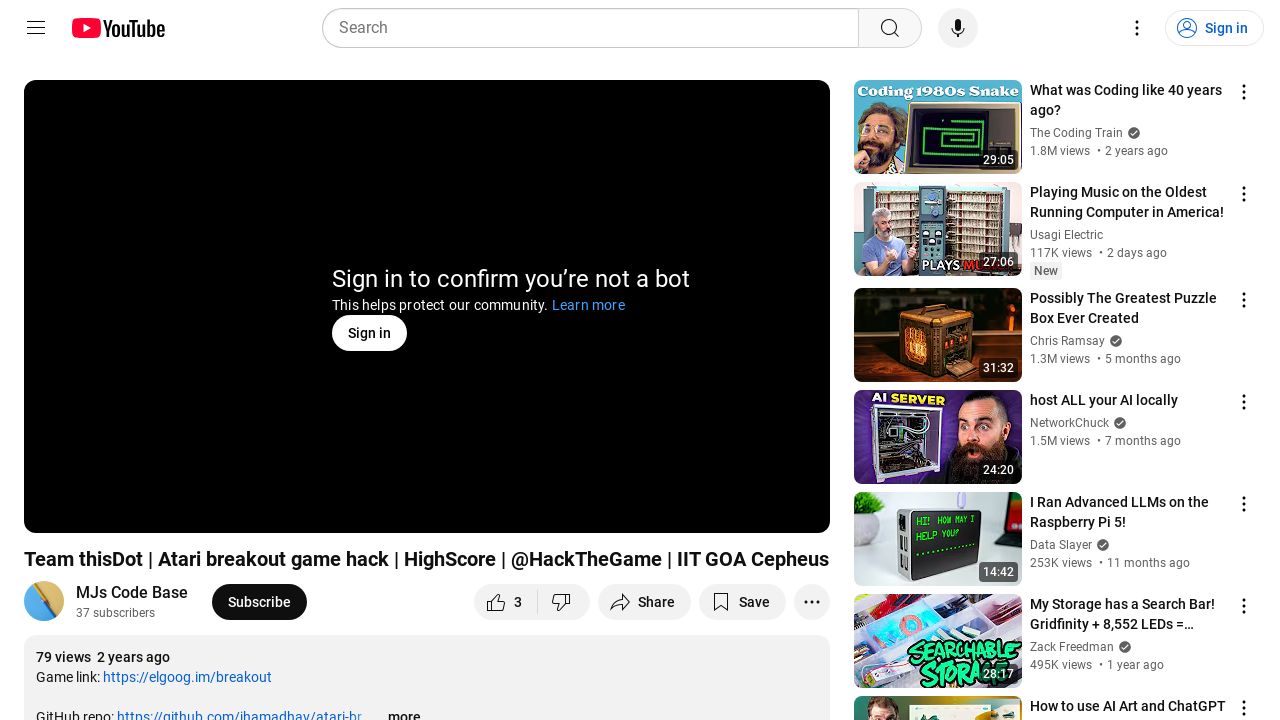 YouTube
Search
Sign in
Sign in to confirm you’re not a bot
This helps protect our community. Learn more
Sign in
Team thisDot | Atari breakout game hack | HighScore | @HackTheGame | IIT GOA Cepheus
MJs Code Base
37 subscribers
Subscribe
3
Share
Save
79 views 2 years ago
Game link: https://elgoog.im/breakout
GitHub repo: https://github.com/jhamadhav/atari-br
...more
Coding 1980s Snake
29:05
What was Coding like 40 years
ago?
The Coding Train
1.8M views • 2 years ago
PLAYS MUSIC
27:06
Playing Music on the Oldest
Running Computer in America!
Usagi Electric
117K views • 2 days ago
New
31:32
Possibly The Greatest Puzzle
Box Ever Created
Chris Ramsay
1.3M views • 5 months ago
AI SERVER
24:20
host ALL your AI locally
NetworkChuck
1.5M views • 7 months ago
HI! HOW MAY I
HELP YOU?
14:42
I Ran Advanced LLMs on the
Raspberry Pi 5!
Data Slayer
253K views • 11 months ago
SEARCHABLE
STORAGE
28:17
My Storage has a Search Bar!
Gridfinity + 8,552 LEDs =…
Zack Freedman
495K views • 1 year ago
How to use AI Art and ChatGPT